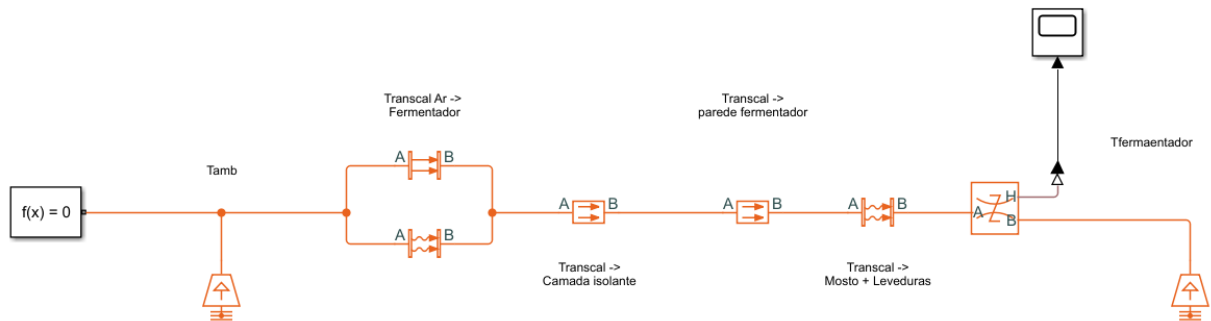 Transcal Ar ->
Fermentador
Transcal ->
parede fermentador
Tfermaentador
Tamb
f(x) = 0
A B
A B
A B
A B
A B
H
A
B
Transcal ->
Camada isolante
Transcal ->
Mosto + Leveduras